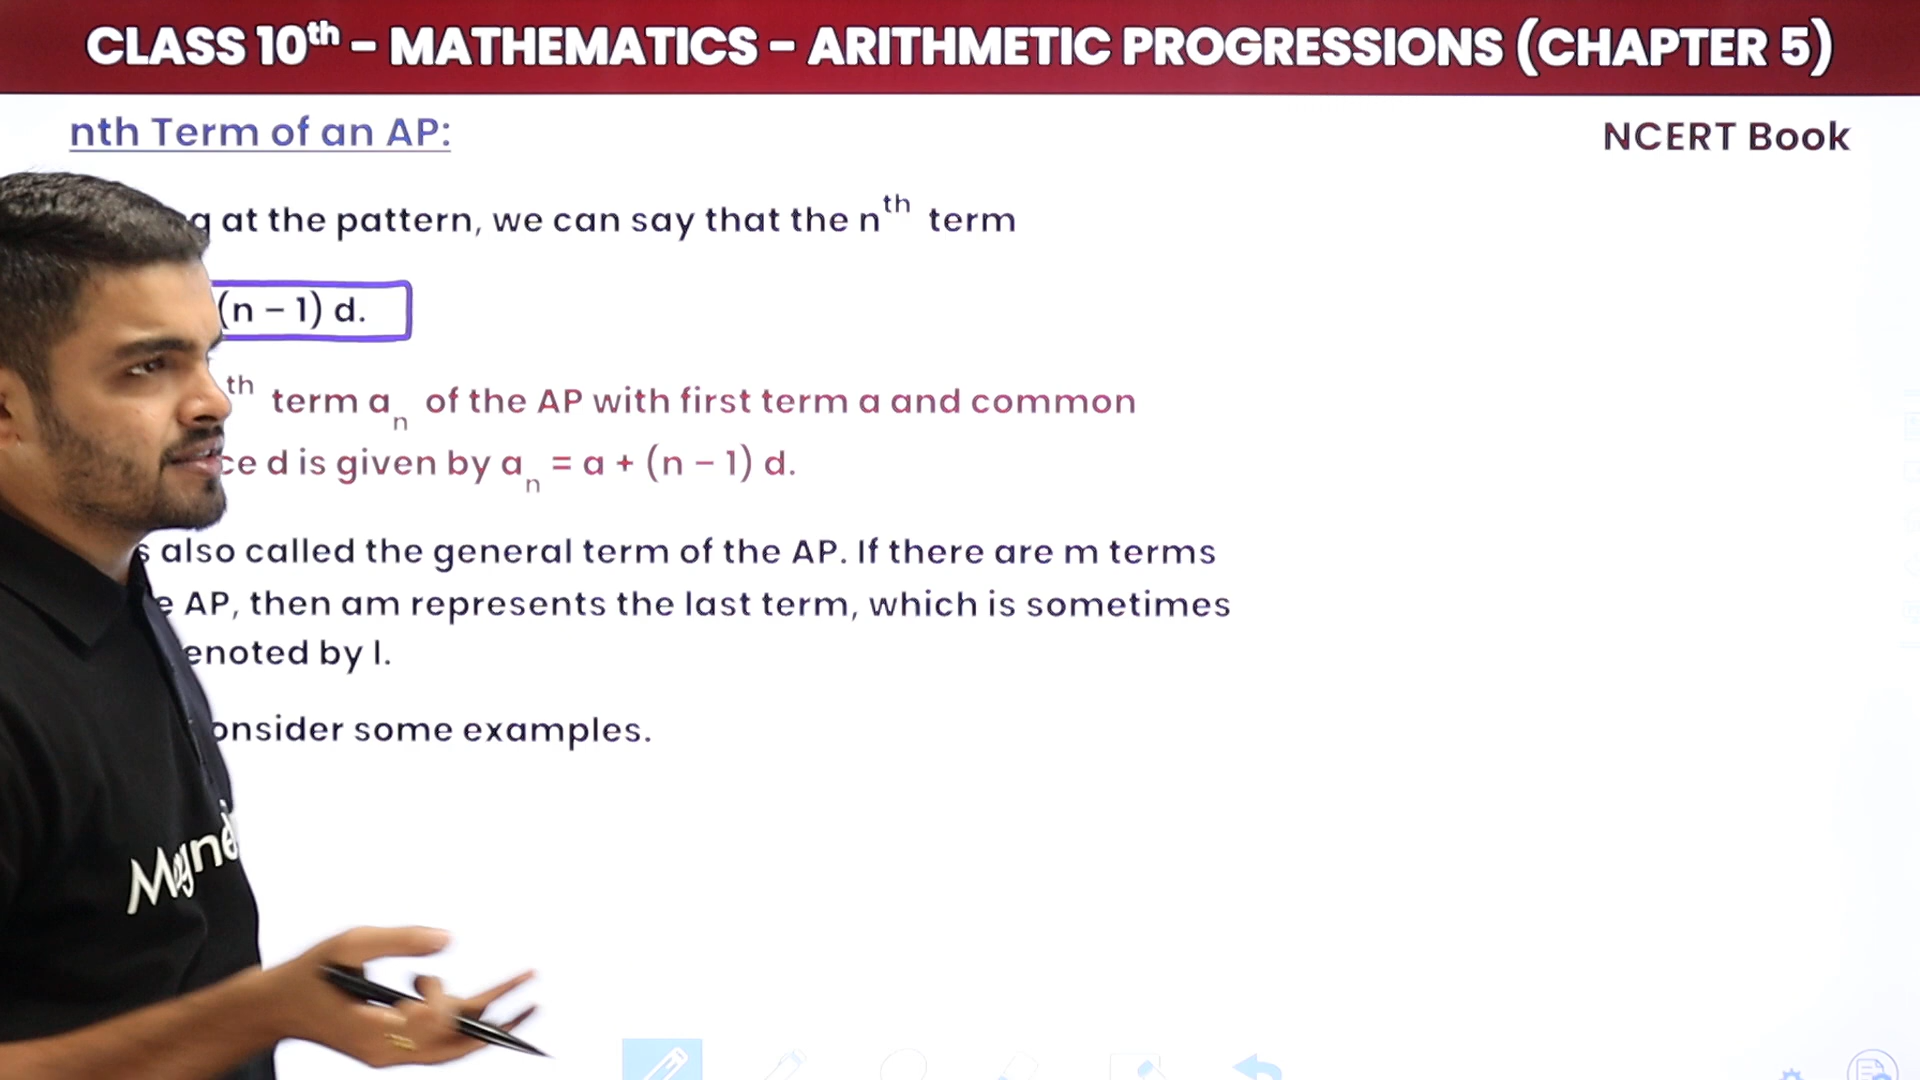 CLASS 10th – MATHEMATICS – ARITHMETIC PROGRESSIONS (CHAPTER 5)
nth Term of an AP:
NCERT Book
g at the pattern, we can say that the nth term
(n – 1) d.
th term an of the AP with first term a and common
ce d is given by an = a + (n – 1) d.
s also called the general term of the AP. If there are m terms
e AP, then am represents the last term, which is sometimes
enoted by l.
onsider some examples.
Magne